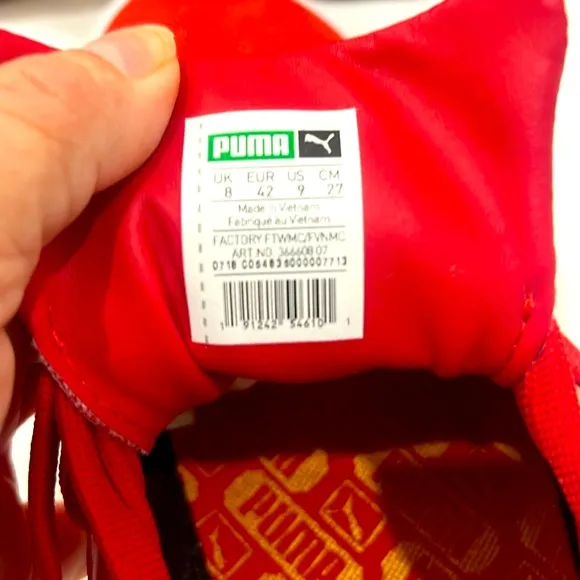 PUMA
UK EUR US CM
8 42 9 27
Made in Vietnam
Fabriqué au Vietnam
FACTORY FTWMC/FVNMC
ART.NO. 366608 07
0718 0064836000007713
1 91242 54610 1
PUMA